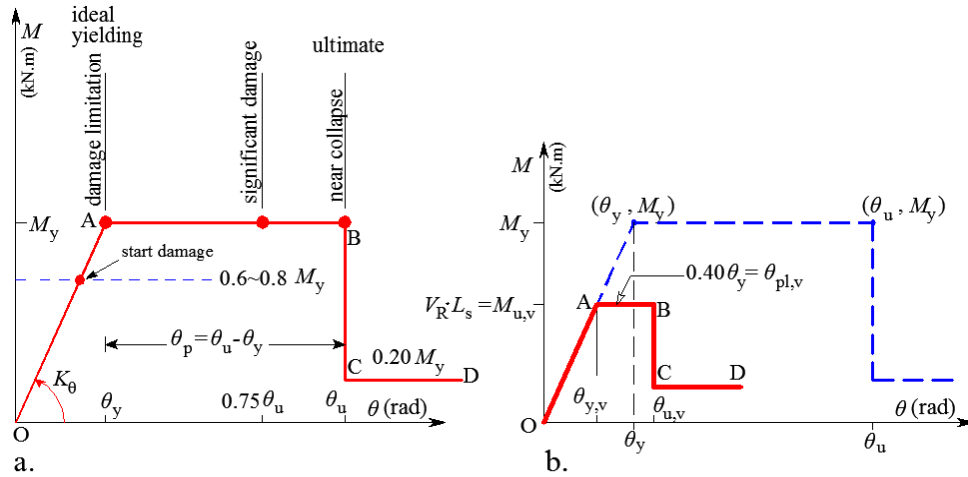 M
(kN.m)
ideal
yielding
damage limitation
significant damage
ultimate
near collapse
M_y
A
B
start damage
0.6~0.8 M_y
θ_p=θ_u-θ_y
C
0.20 M_y
D
K_θ
O
θ_y
0.75θ_u
θ_u
θ (rad)
a.
M
(kN.m)
(θ_y , M_y)
(θ_u , M_y)
M_y
0.40θ_y=θ_pl,v
V_R·L_s =M_u,v
A
B
C
D
O
θ_y,v
θ_u,v
θ (rad)
θ_y
θ_u
b.